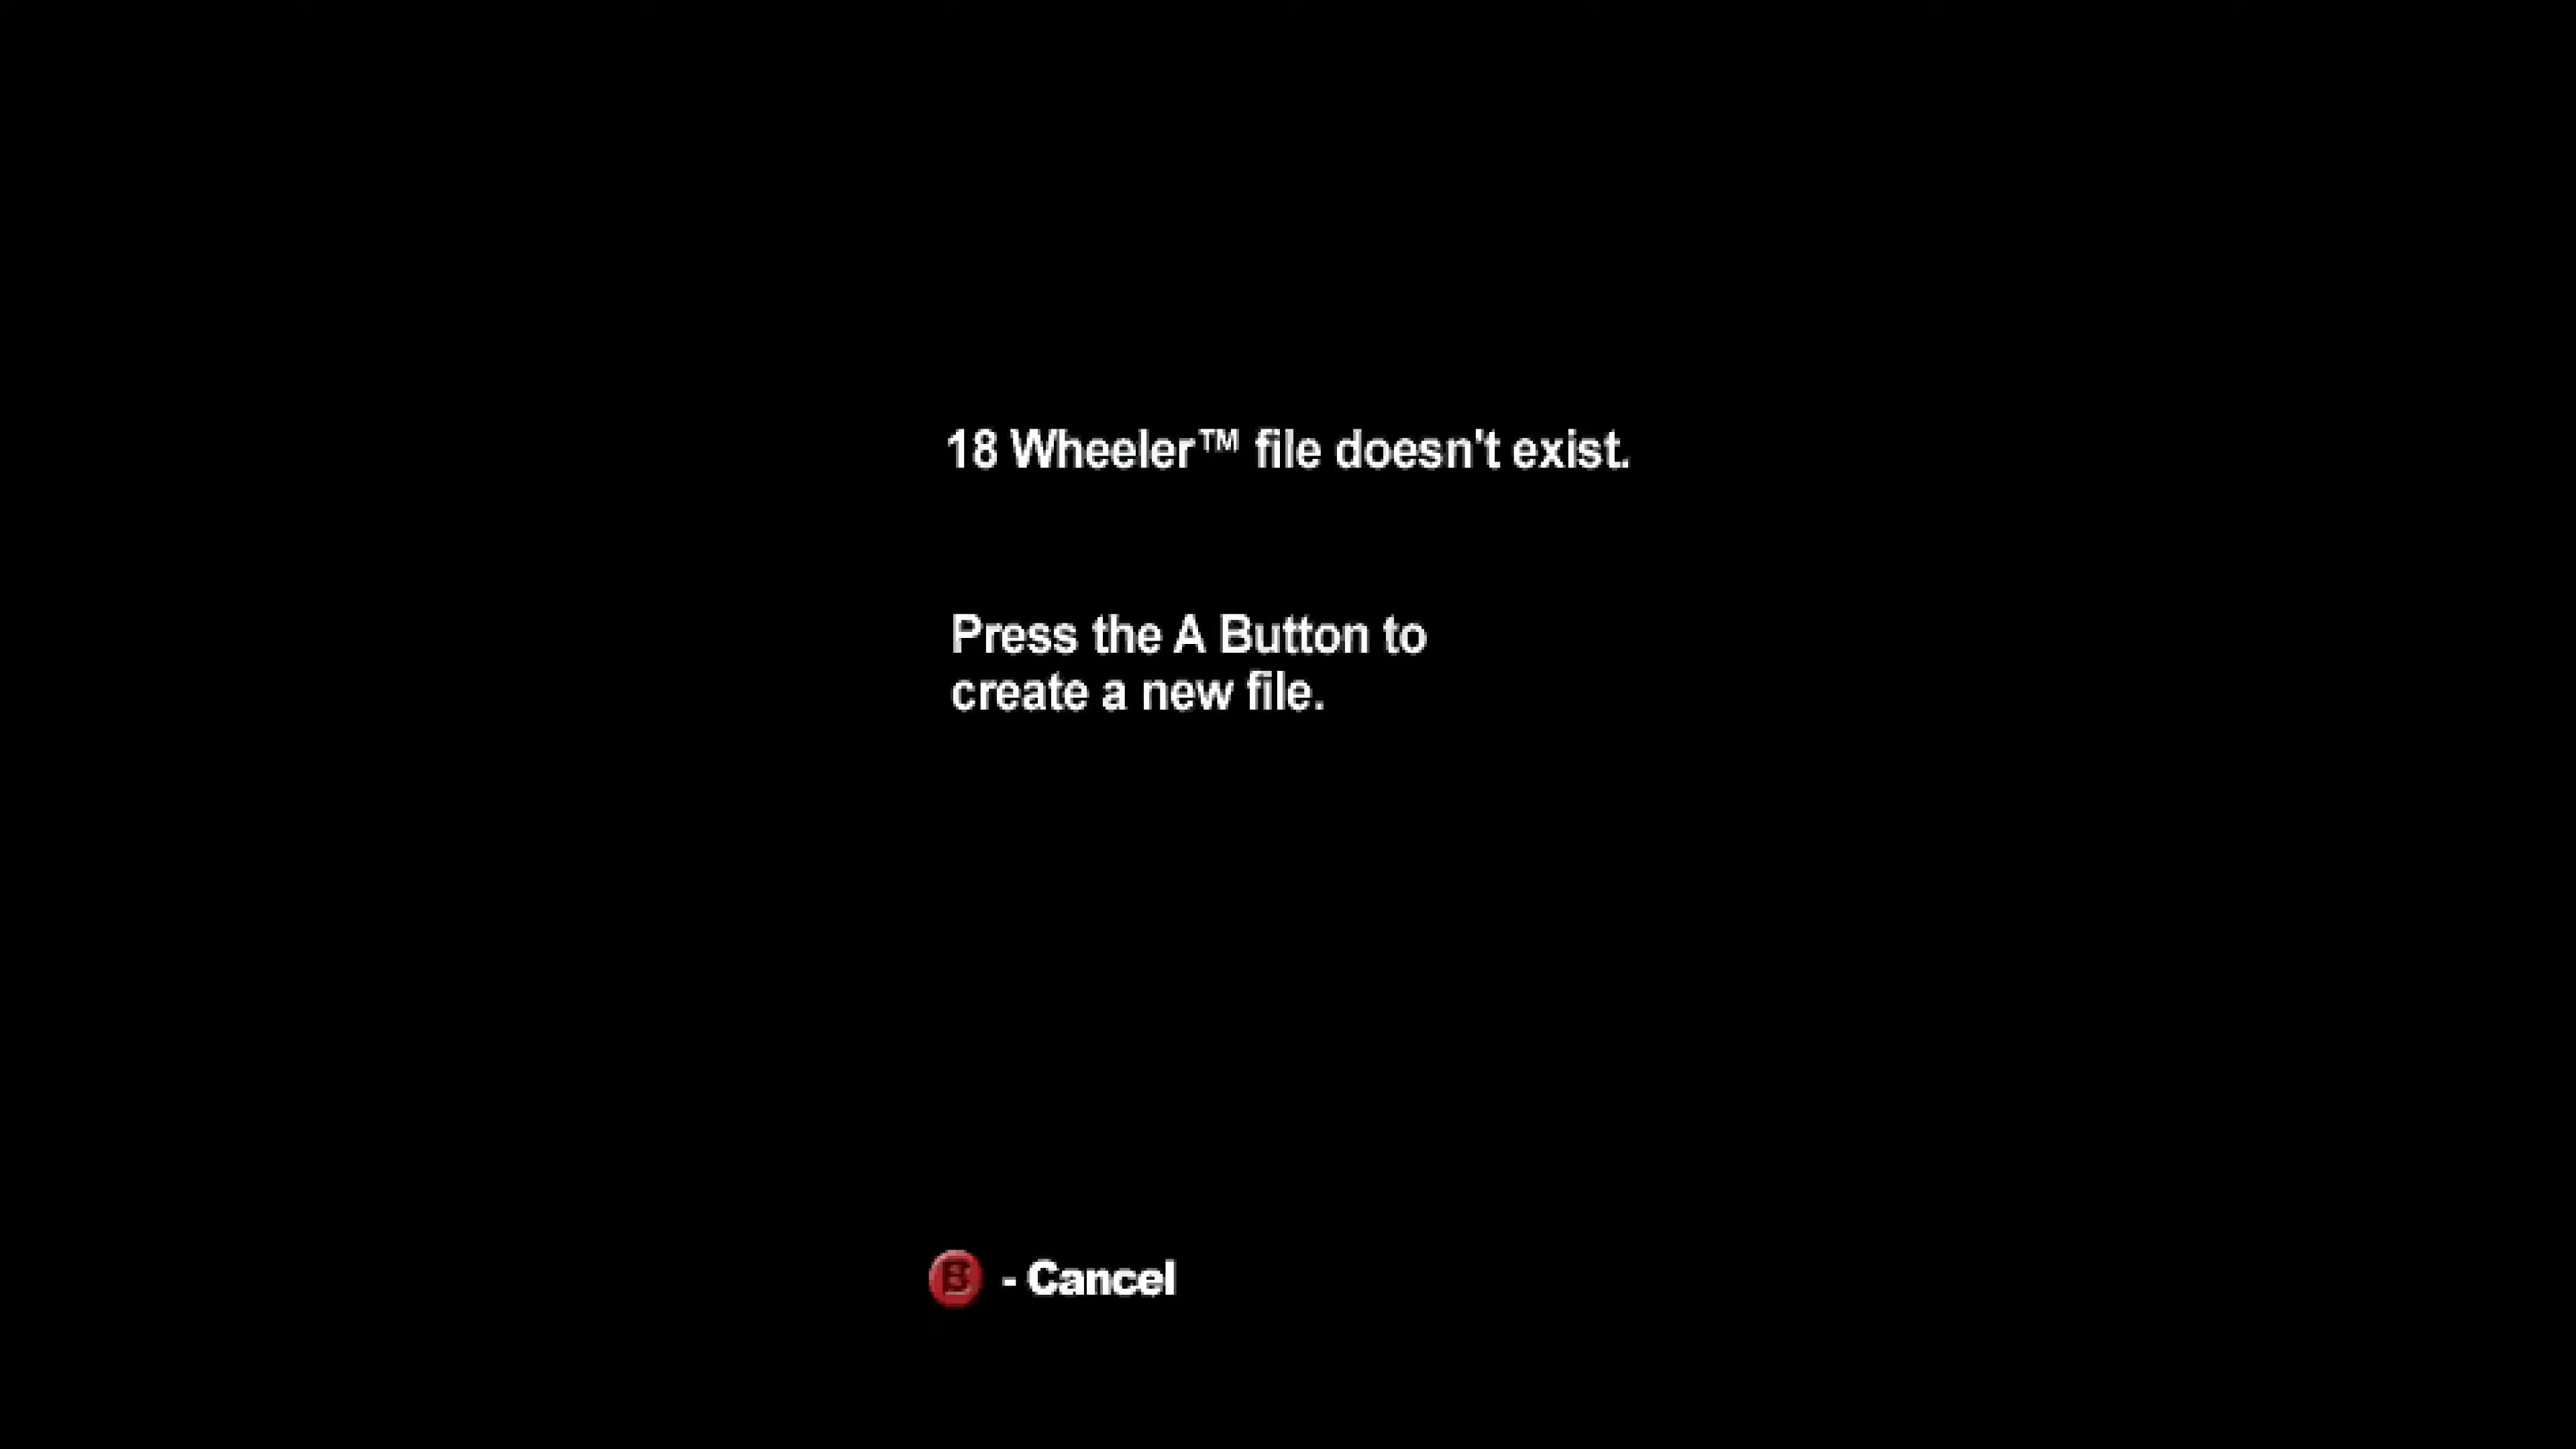 18 Wheeler™ file doesn't exist.
Press the A Button to
create a new file.
B - Cancel